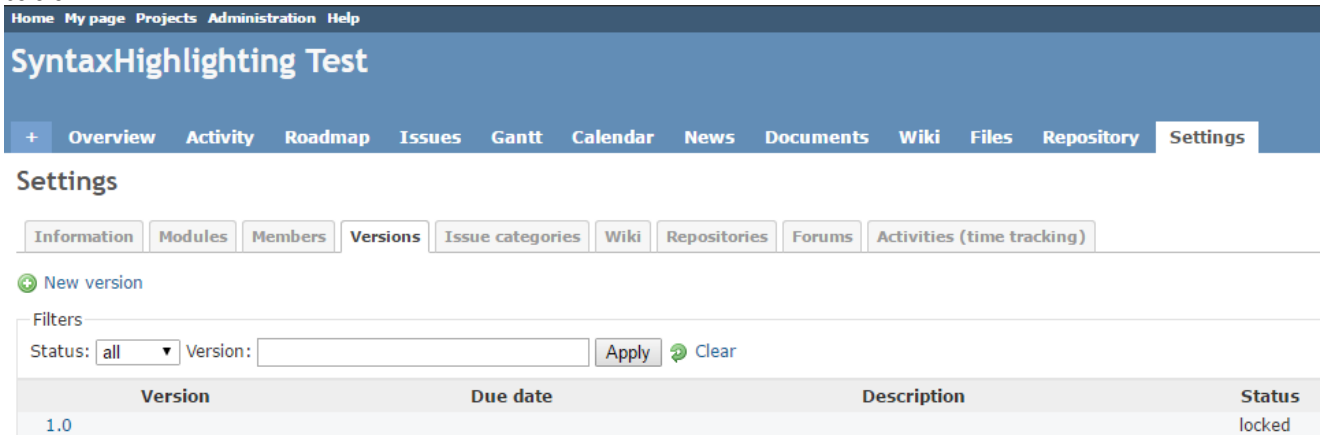 Home My page Projects Administration Help
SyntaxHighlighting Test
+ Overview Activity Roadmap Issues Gantt Calendar News Documents Wiki Files Repository Settings
Settings
Information Modules Members Versions Issue categories Wiki Repositories Forums Activities (time tracking)
New version
Filters
Status: all Version: Apply Clear
Version Due date Description Status
1.0 locked